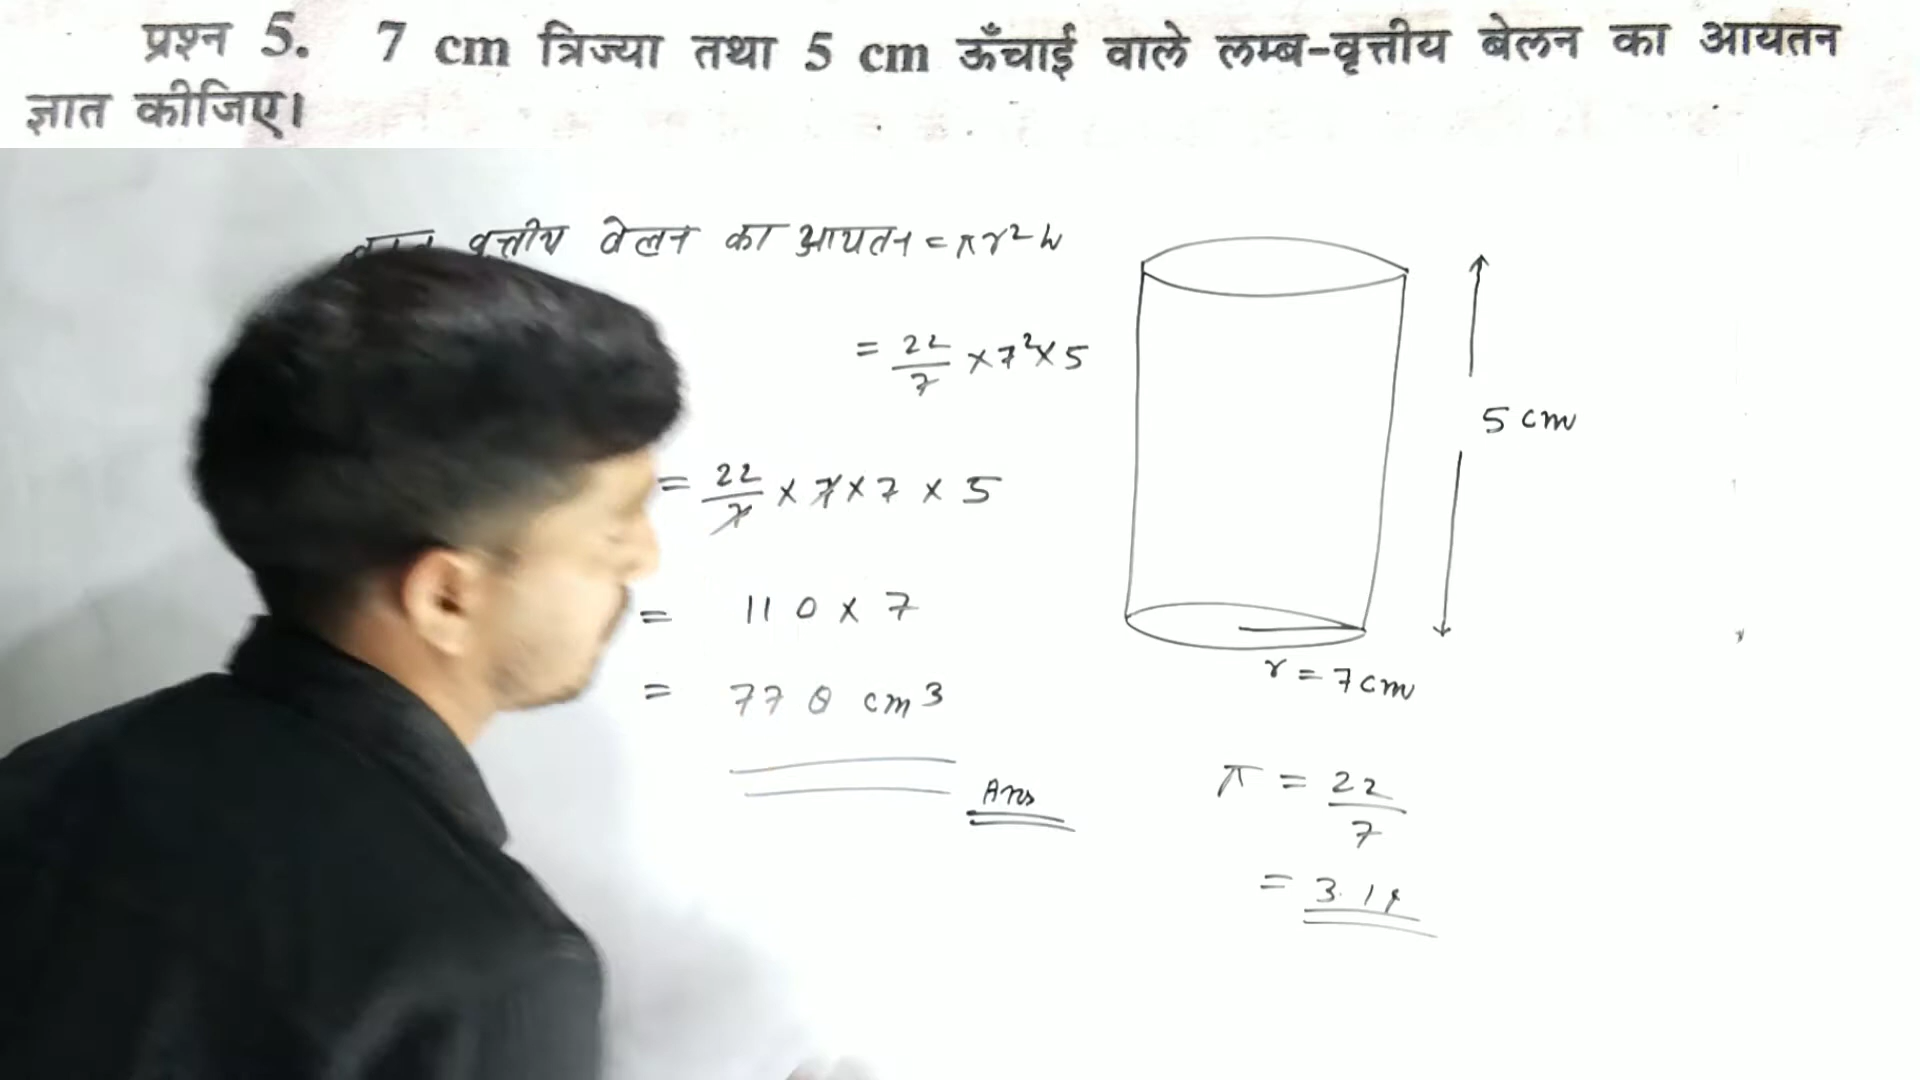 प्रश्न 5. 7 cm त्रिज्या तथा 5 cm ऊँचाई वाले लम्ब-वृत्तीय बेलन का आयतन
ज्ञात कीजिए।
वृत्तीय बेलन का आयतन = πr²h
= 22/7 × 7² × 5
= 22/7 × 7 × 7 × 5
= 110 × 7
= 770 cm³
Ans
5 cm
r = 7 cm
π = 22/7
= 3.14